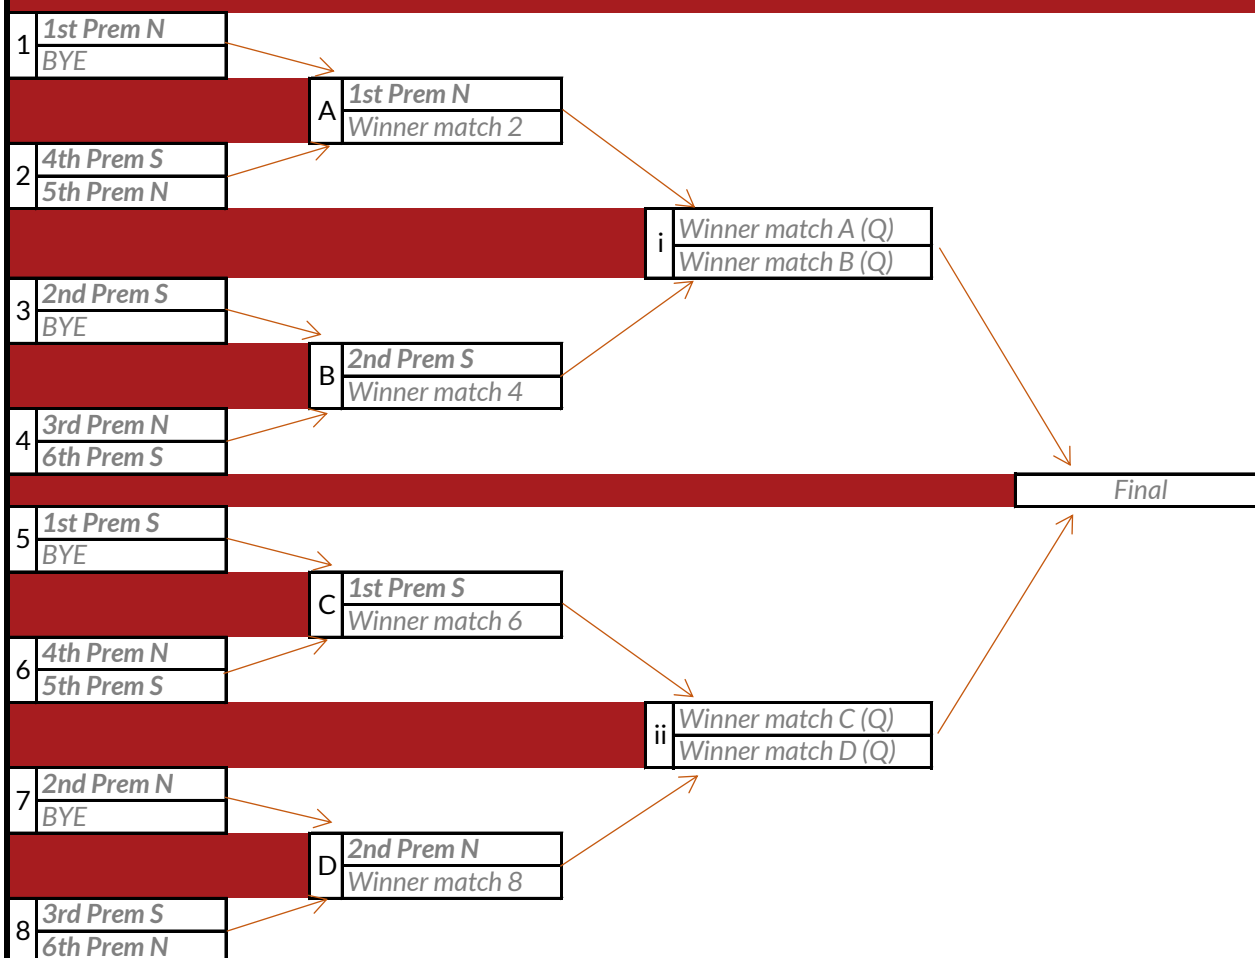 1
1st Prem N
BYE
A
1st Prem N
Winner match 2
2
4th Prem S
5th Prem N
i
Winner match A (Q)
Winner match B (Q)
3
2nd Prem S
BYE
B
2nd Prem S
Winner match 4
4
3rd Prem N
6th Prem S
Final
5
1st Prem S
BYE
C
1st Prem S
Winner match 6
6
4th Prem N
5th Prem S
ii
Winner match C (Q)
Winner match D (Q)
7
2nd Prem N
BYE
D
2nd Prem N
Winner match 8
8
3rd Prem S
6th Prem N